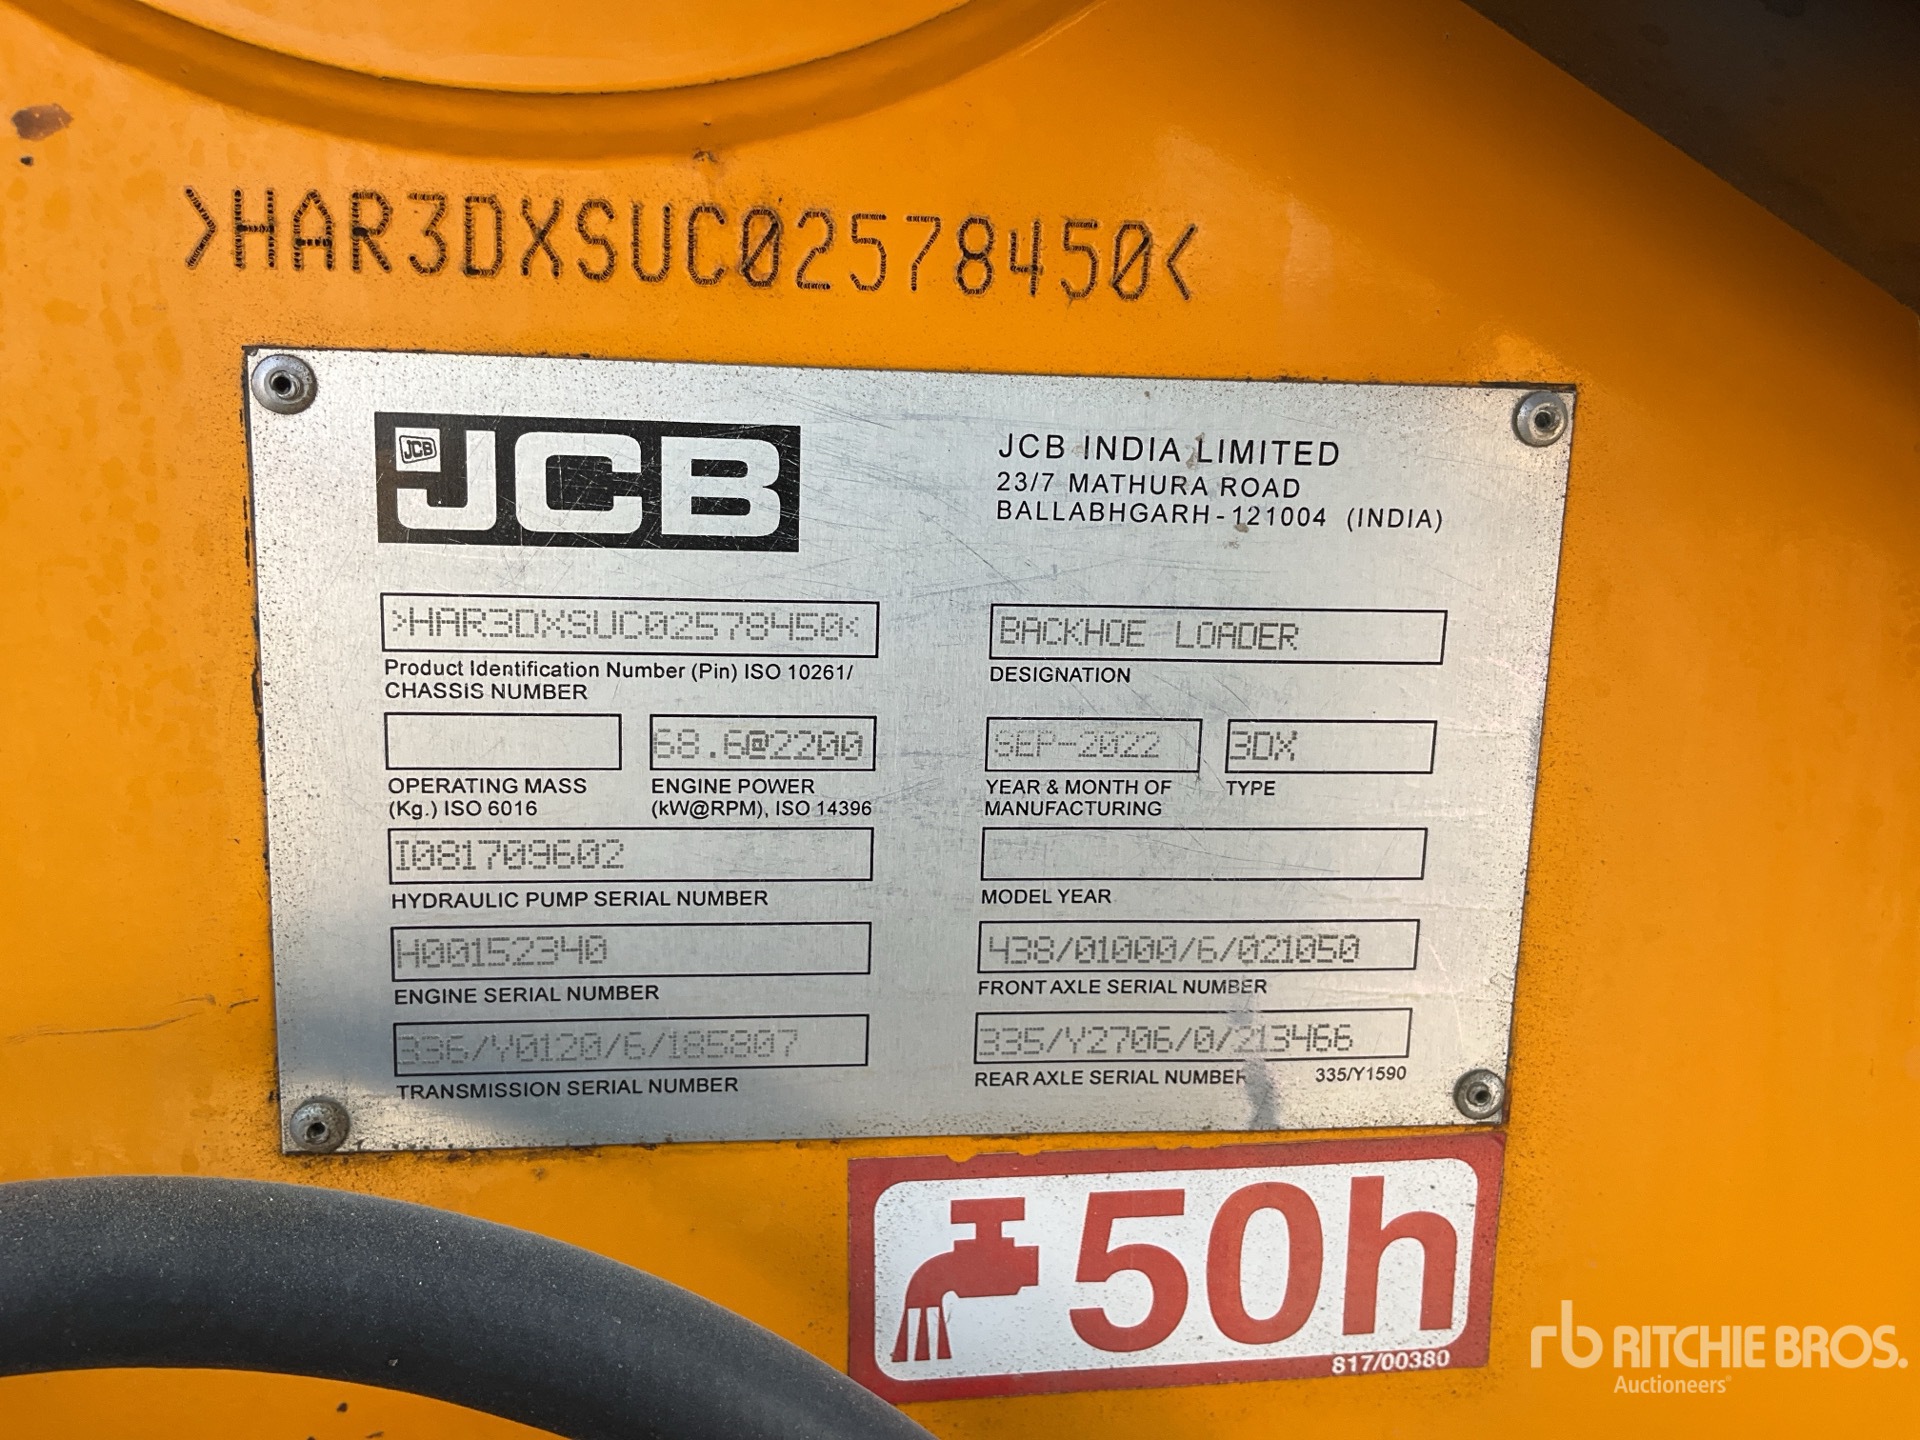 >HAR3DXSUC02578450<
JCB JCB
JCB INDIA LIMITED
23/7 MATHURA ROAD
BALLABHGARH-121004 (INDIA)
>HAR3DXSUC02578450<
Product Identification Number (Pin) ISO 10261/
CHASSIS NUMBER
BACKHOE LOADER
DESIGNATION
68.6@2200
OPERATING MASS
(Kg.) ISO 6016
ENGINE POWER
(kW@RPM), ISO 14396
SEP-2022
YEAR & MONTH OF
MANUFACTURING
3DX
TYPE
I081709602
HYDRAULIC PUMP SERIAL NUMBER
MODEL YEAR
H00152340
ENGINE SERIAL NUMBER
438/01000/6/021050
FRONT AXLE SERIAL NUMBER
336/Y0120/6/185807
TRANSMISSION SERIAL NUMBER
335/Y2706/0/213466
REAR AXLE SERIAL NUMBER 335/Y1590
50h
817/00380
rb RITCHIE BROS.
Auctioneers